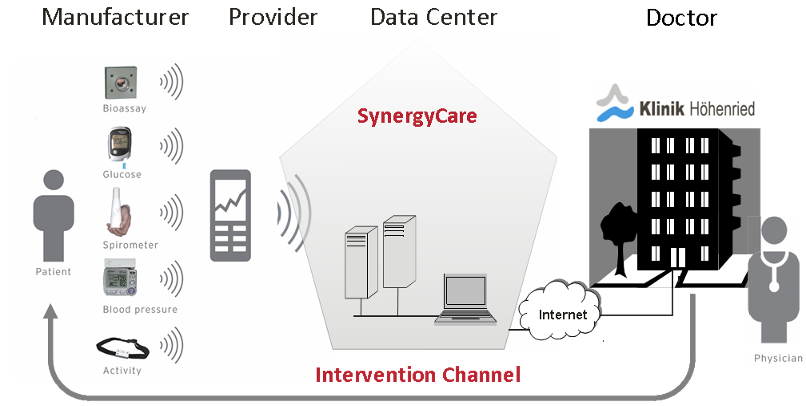 Manufacturer
Provider
Data Center
Doctor
Bioassay
Glucose
Spirometer
Blood pressure
Activity
Patient
SynergyCare
Internet
Klinik Höhenried
Physician
Intervention Channel